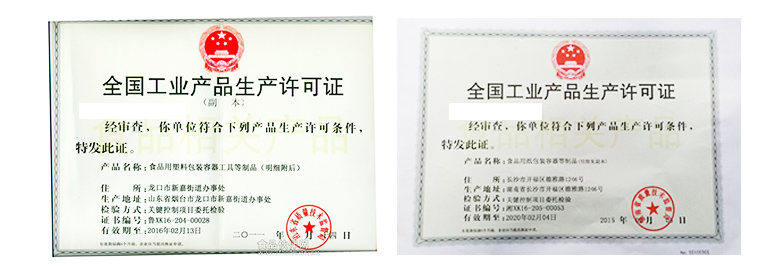 全国工业产品生产许可证
(副 本)
经审查，你单位符合下列产品生产许可条件，
特发此证。
产品名称：食品用塑料包装容器工具等制品(明细附后)
住 所：龙口市新嘉街道办事处
生产地址：山东省烟台市龙口市新嘉街道办事处
检验方式：关键控制项目委托检验
证书编号：鲁XK16-204-00028
有效期至：2016年02月13日
全国工业产品生产许可证
经审查，你单位符合下列产品生产许可条件，
特发此证。
产品名称：食品用纸包装容器等制品
住 所：长沙市开福区德雅路1206号
生产地址：湖南省长沙市开福区德雅路1206号
检验方式：关键控制项目委托检验
证书编号：湘XK16-205-00053
有效期至：2020年02月04日